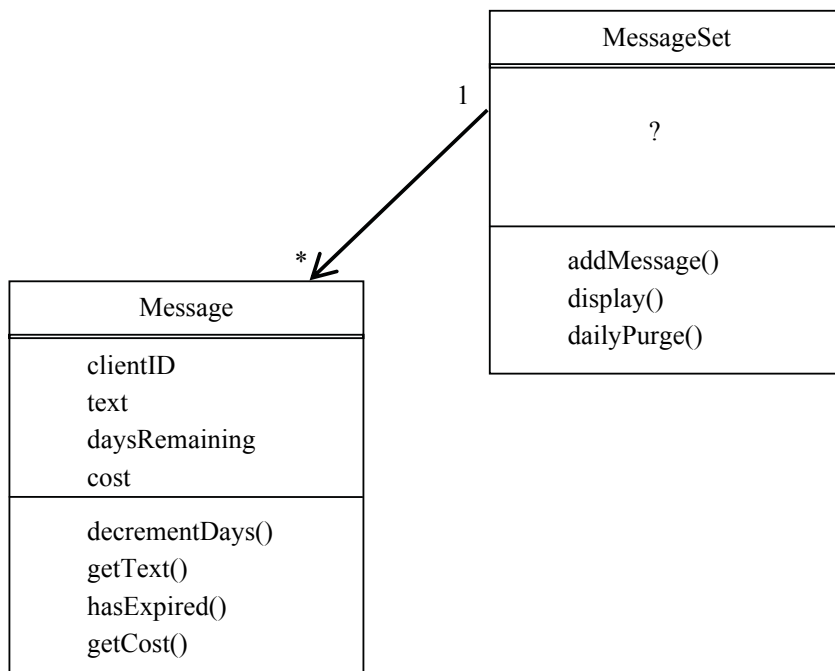 MessageSet
?
addMessage()
display()
dailyPurge()
1
*
Message
clientID
text
daysRemaining
cost
decrementDays()
getText()
hasExpired()
getCost()